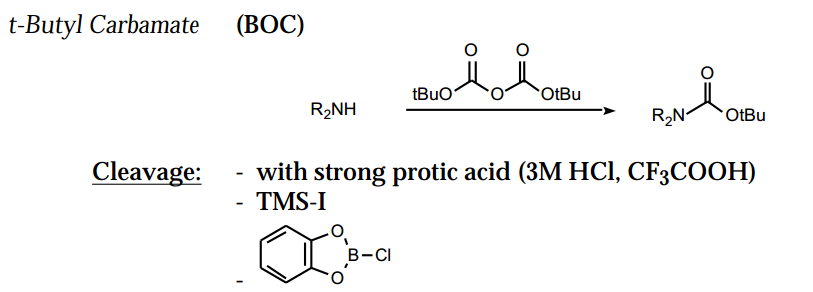 t-Butyl Carbamate (BOC)
O O
tBuO O OtBu
R₂NH
O
R₂N OtBu
Cleavage: - with strong protic acid (3M HCl, CF₃COOH)
- TMS-I
O
B–Cl
O
-